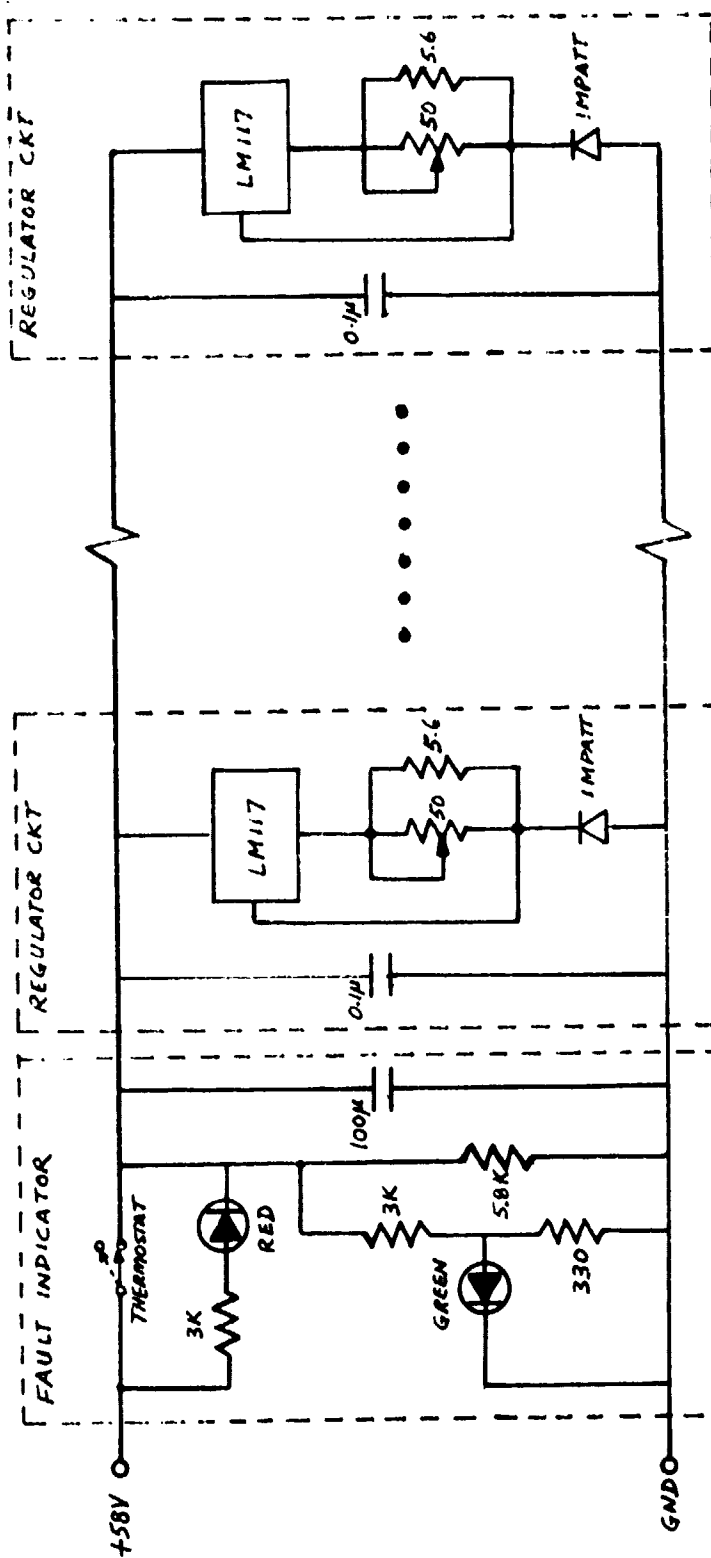 FAULT INDICATOR
REGULATOR CKT
REGULATOR CKT
+58V
THERMOSTAT
3K
RED
100μ
0.1μ
LM117
50
5.6
IMPATT
0.1μ
LM117
50
5.6
IMPATT
3K
5.8K
GREEN
330
GND